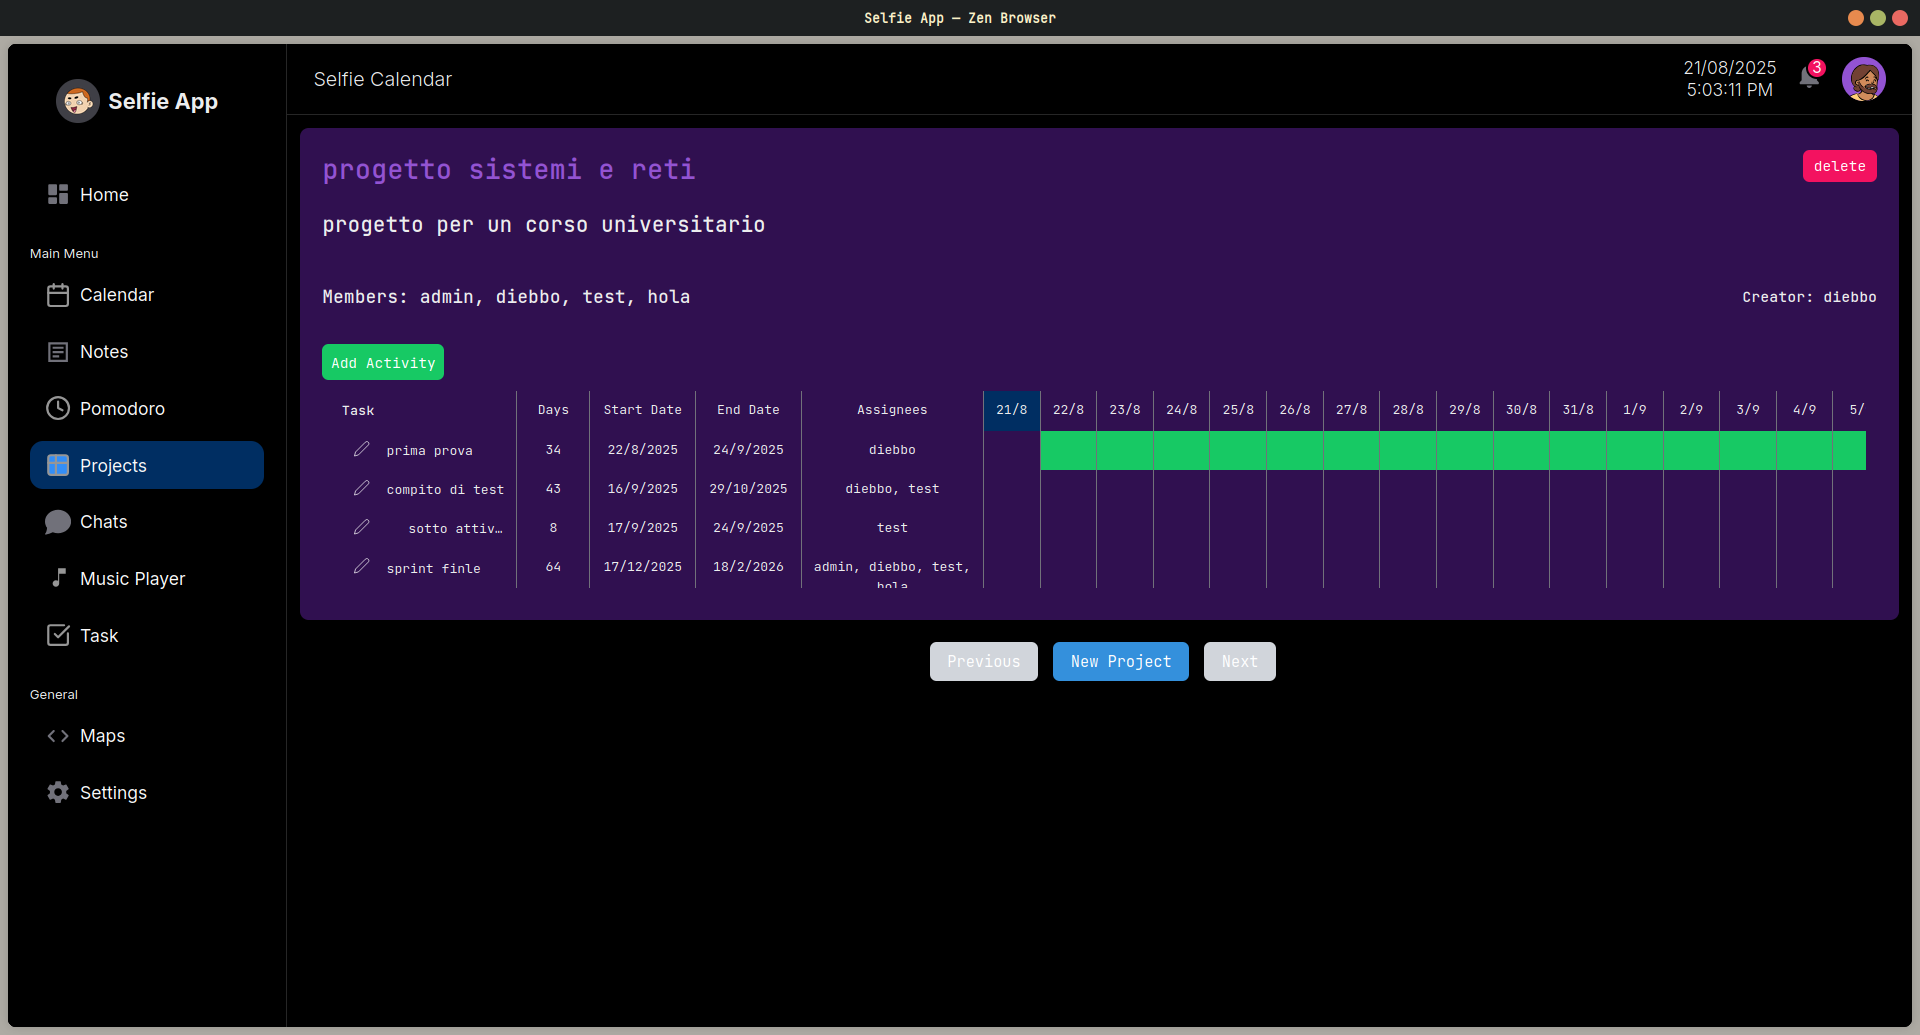 Selfie App — Zen Browser
Selfie App
Home
Main Menu
Calendar
Notes
Pomodoro
Projects
Chats
Music Player
Task
General
Maps
Settings
Selfie Calendar
21/08/2025
5:03:11 PM
3
progetto sistemi e reti
delete
progetto per un corso universitario
Members: admin, diebbo, test, hola
Creator: diebbo
Add Activity
Task Days Start Date End Date Assignees 21/8 22/8 23/8 24/8 25/8 26/8 27/8 28/8 29/8 30/8 31/8 1/9 2/9 3/9 4/9 5/
prima prova 34 22/8/2025 24/9/2025 diebbo
compito di test 43 16/9/2025 29/10/2025 diebbo, test
sotto attiv… 8 17/9/2025 24/9/2025 test
sprint finle 64 17/12/2025 18/2/2026 admin, diebbo, test,
hola
Previous
New Project
Next